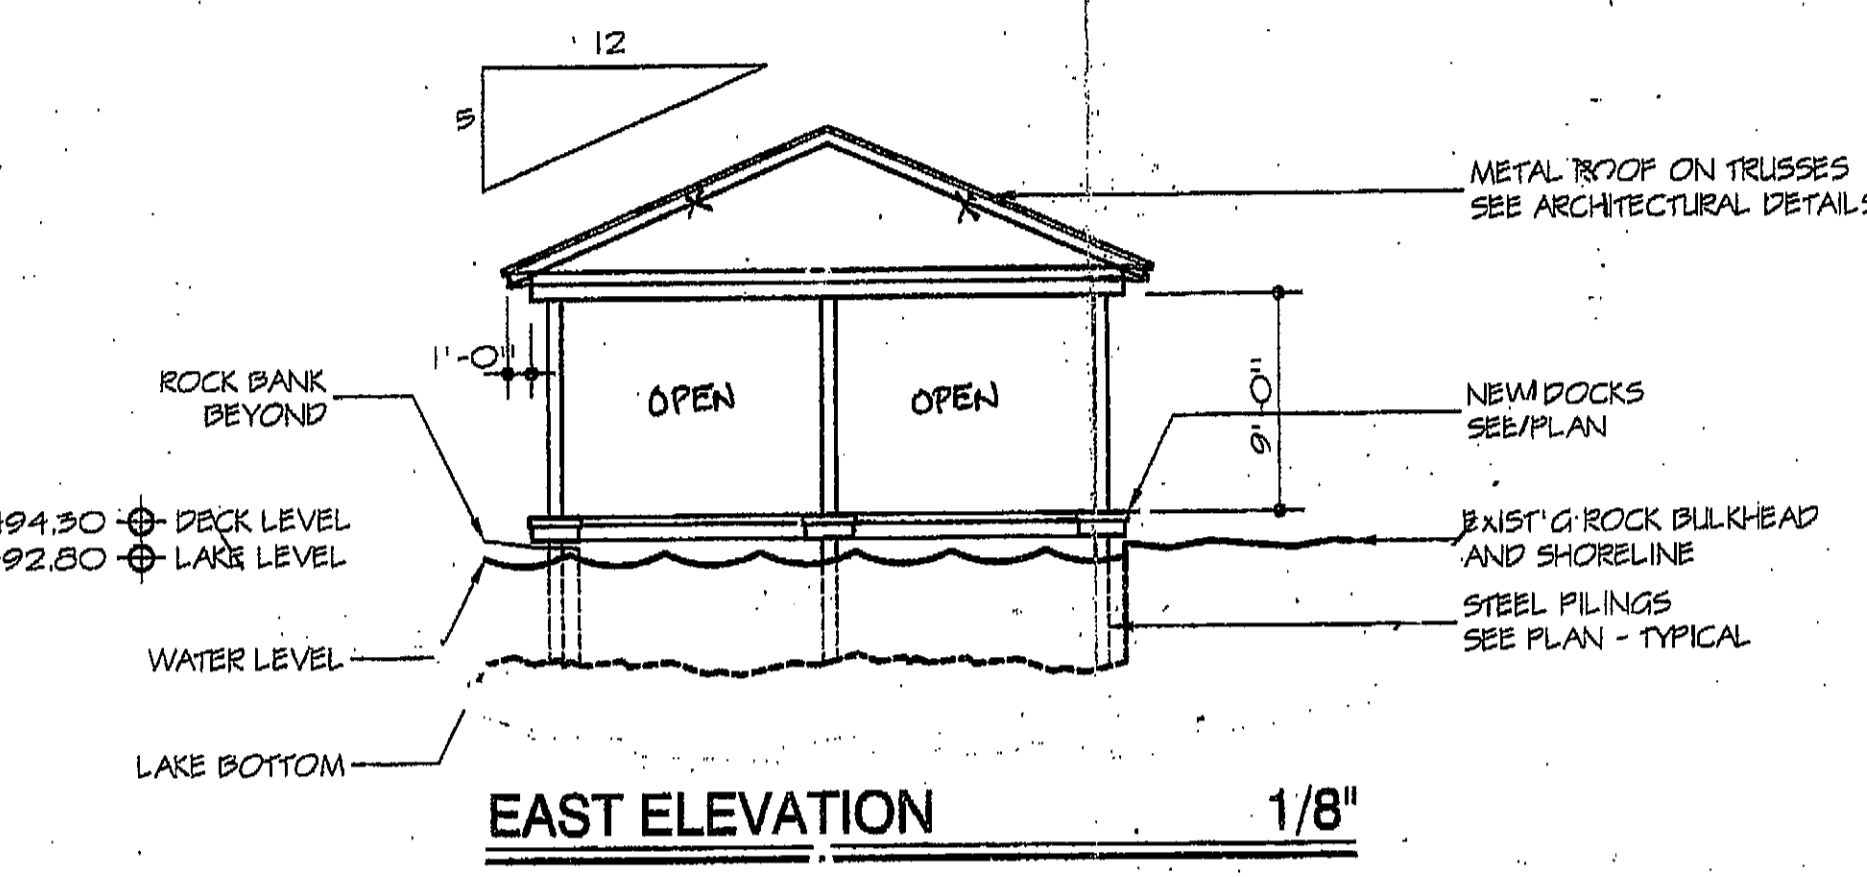 12
5
METAL ROOF ON TRUSSES
SEE ARCHITECTURAL DETAILS
1'-0"
ROCK BANK
BEYOND
OPEN
OPEN
9'-0"
NEW DOCKS
SEE/PLAN
494.30 DECK LEVEL
92.80 LAKE LEVEL
EXIST'G ROCK BULKHEAD
AND SHORELINE
STEEL PILINGS
SEE PLAN - TYPICAL
WATER LEVEL
LAKE BOTTOM
EAST ELEVATION 1/8"